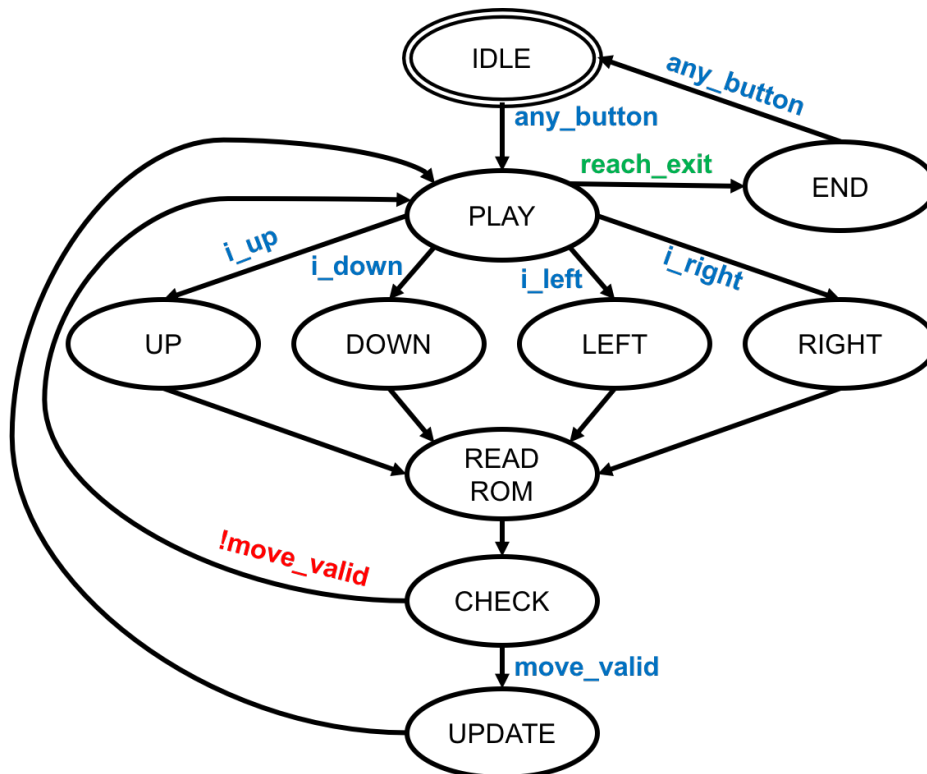 IDLE
any_button
any_button
reach_exit
END
PLAY
i_up
i_down
i_left
i_right
UP
DOWN
LEFT
RIGHT
READ
ROM
!move_valid
CHECK
move_valid
UPDATE